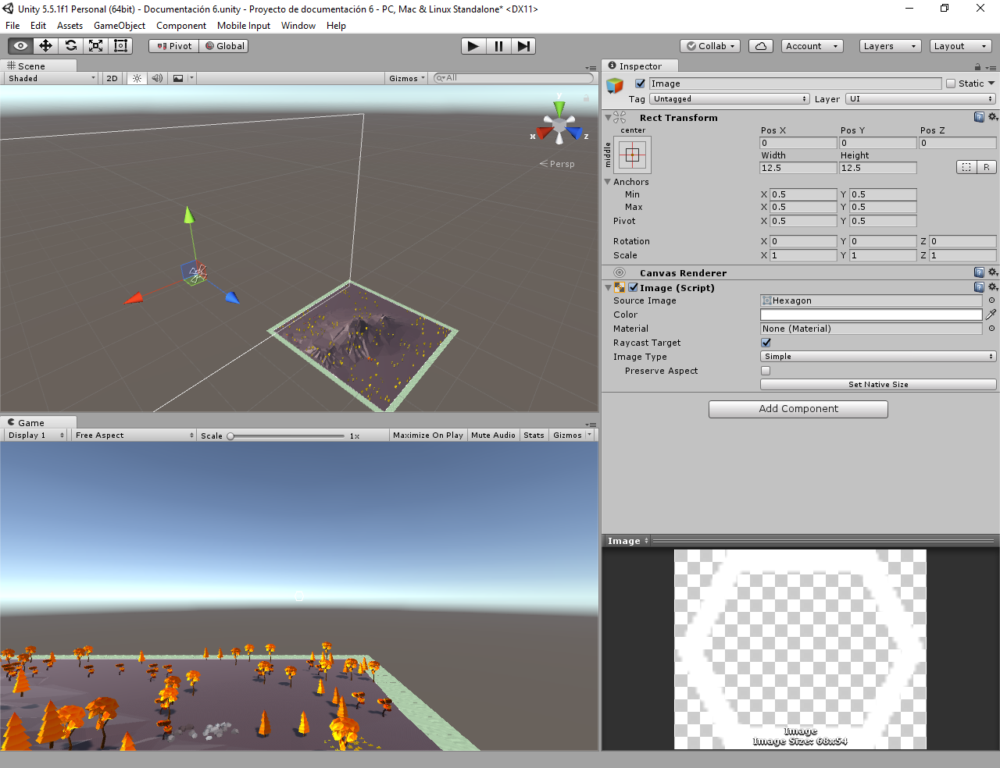 Unity 5.5.1f1 Personal (64bit) - Documentación 6.unity - Proyecto de documentación 6 - PC, Mac & Linux Standalone* <DX11>
File Edit Assets GameObject Component Mobile Input Window Help
Pivot Global Collab Account Layers Layout
Scene
Shaded 2D Gizmos All
y
x z
Persp
Game
Display 1 Free Aspect Scale 1x Maximize On Play Mute Audio Stats Gizmos
Inspector
Image Static
Tag Untagged Layer UI
Rect Transform
center
middle
Pos X Pos Y Pos Z
0 0 0
Width Height
12.5 12.5 R
Anchors
Min X 0.5 Y 0.5
Max X 0.5 Y 0.5
Pivot X 0.5 Y 0.5
Rotation X 0 Y 0 Z 0
Scale X 1 Y 1 Z 1
Canvas Renderer
Image (Script)
Source Image Hexagon
Color
Material None (Material)
Raycast Target
Image Type Simple
Preserve Aspect
Set Native Size
Add Component
Image
Image
Image Size: 68x54